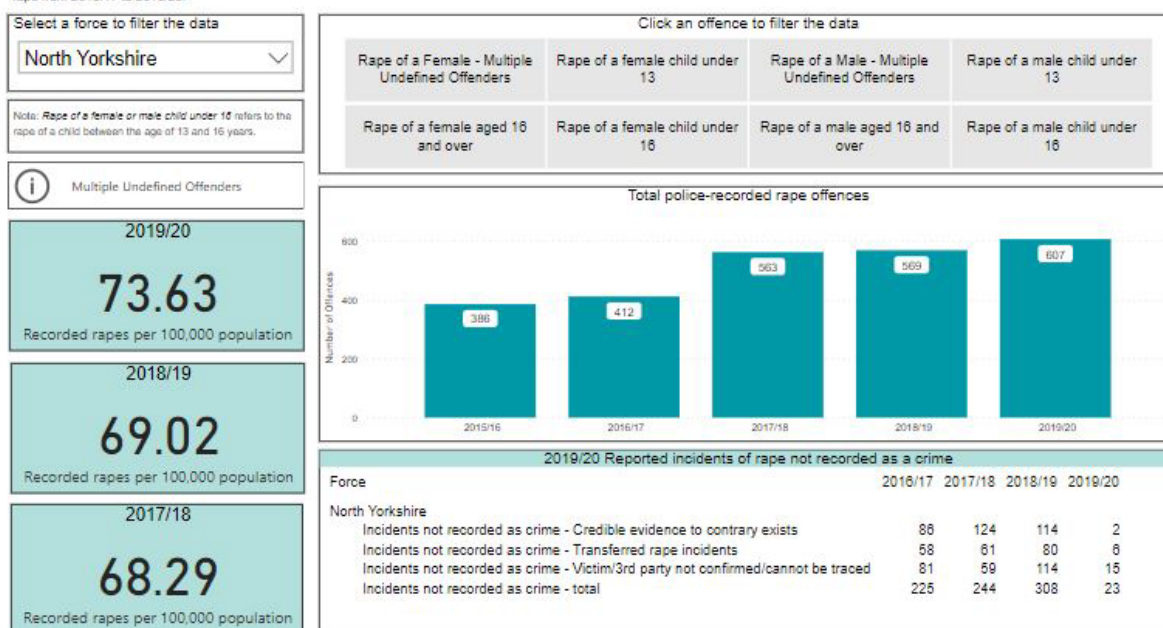 Select a force to filter the data
North Yorkshire
Note: Rape of a female or male child under 16 refers to the
rape of a child between the age of 13 and 16 years.
Multiple Undefined Offenders
2019/20
73.63
Recorded rapes per 100,000 population
2018/19
69.02
Recorded rapes per 100,000 population
2017/18
68.29
Recorded rapes per 100,000 population
Click an offence to filter the data
Rape of a Female - Multiple
Undefined Offenders
Rape of a female child under
13
Rape of a Male - Multiple
Undefined Offenders
Rape of a male child under
13
Rape of a female aged 16
and over
Rape of a female child under
16
Rape of a male aged 16 and
over
Rape of a male child under
16
Total police-recorded rape offences
Number of Offences
600
400
200
0
386
412
563
569
607
2015/16 2016/17 2017/18 2018/19 2019/20
2019/20 Reported incidents of rape not recorded as a crime
Force 2016/17 2017/18 2018/19 2019/20
North Yorkshire
Incidents not recorded as crime - Credible evidence to contrary exists 86 124 114 2
Incidents not recorded as crime - Transferred rape incidents 58 61 80 6
Incidents not recorded as crime - Victim/3rd party not confirmed/cannot be traced 81 59 114 15
Incidents not recorded as crime - total 225 244 308 23